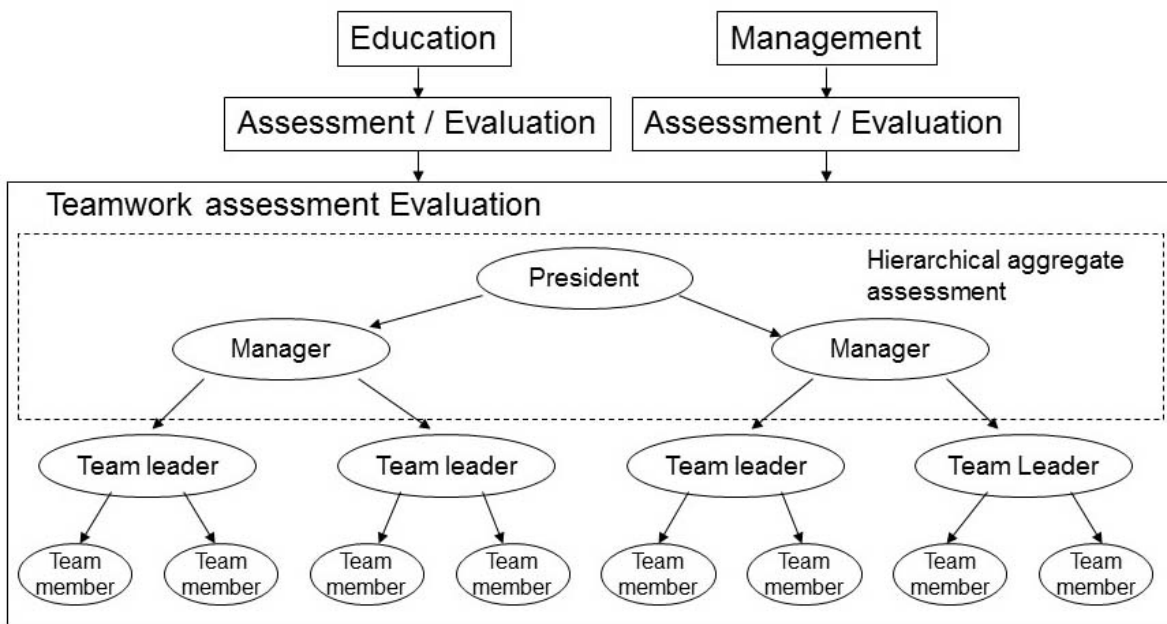 Education
Management
Assessment / Evaluation
Assessment / Evaluation
Teamwork assessment Evaluation
Hierarchical aggregate
assessment
President
Manager
Manager
Team leader
Team leader
Team leader
Team Leader
Team
member
Team
member
Team
member
Team
member
Team
member
Team
member
Team
member
Team
member